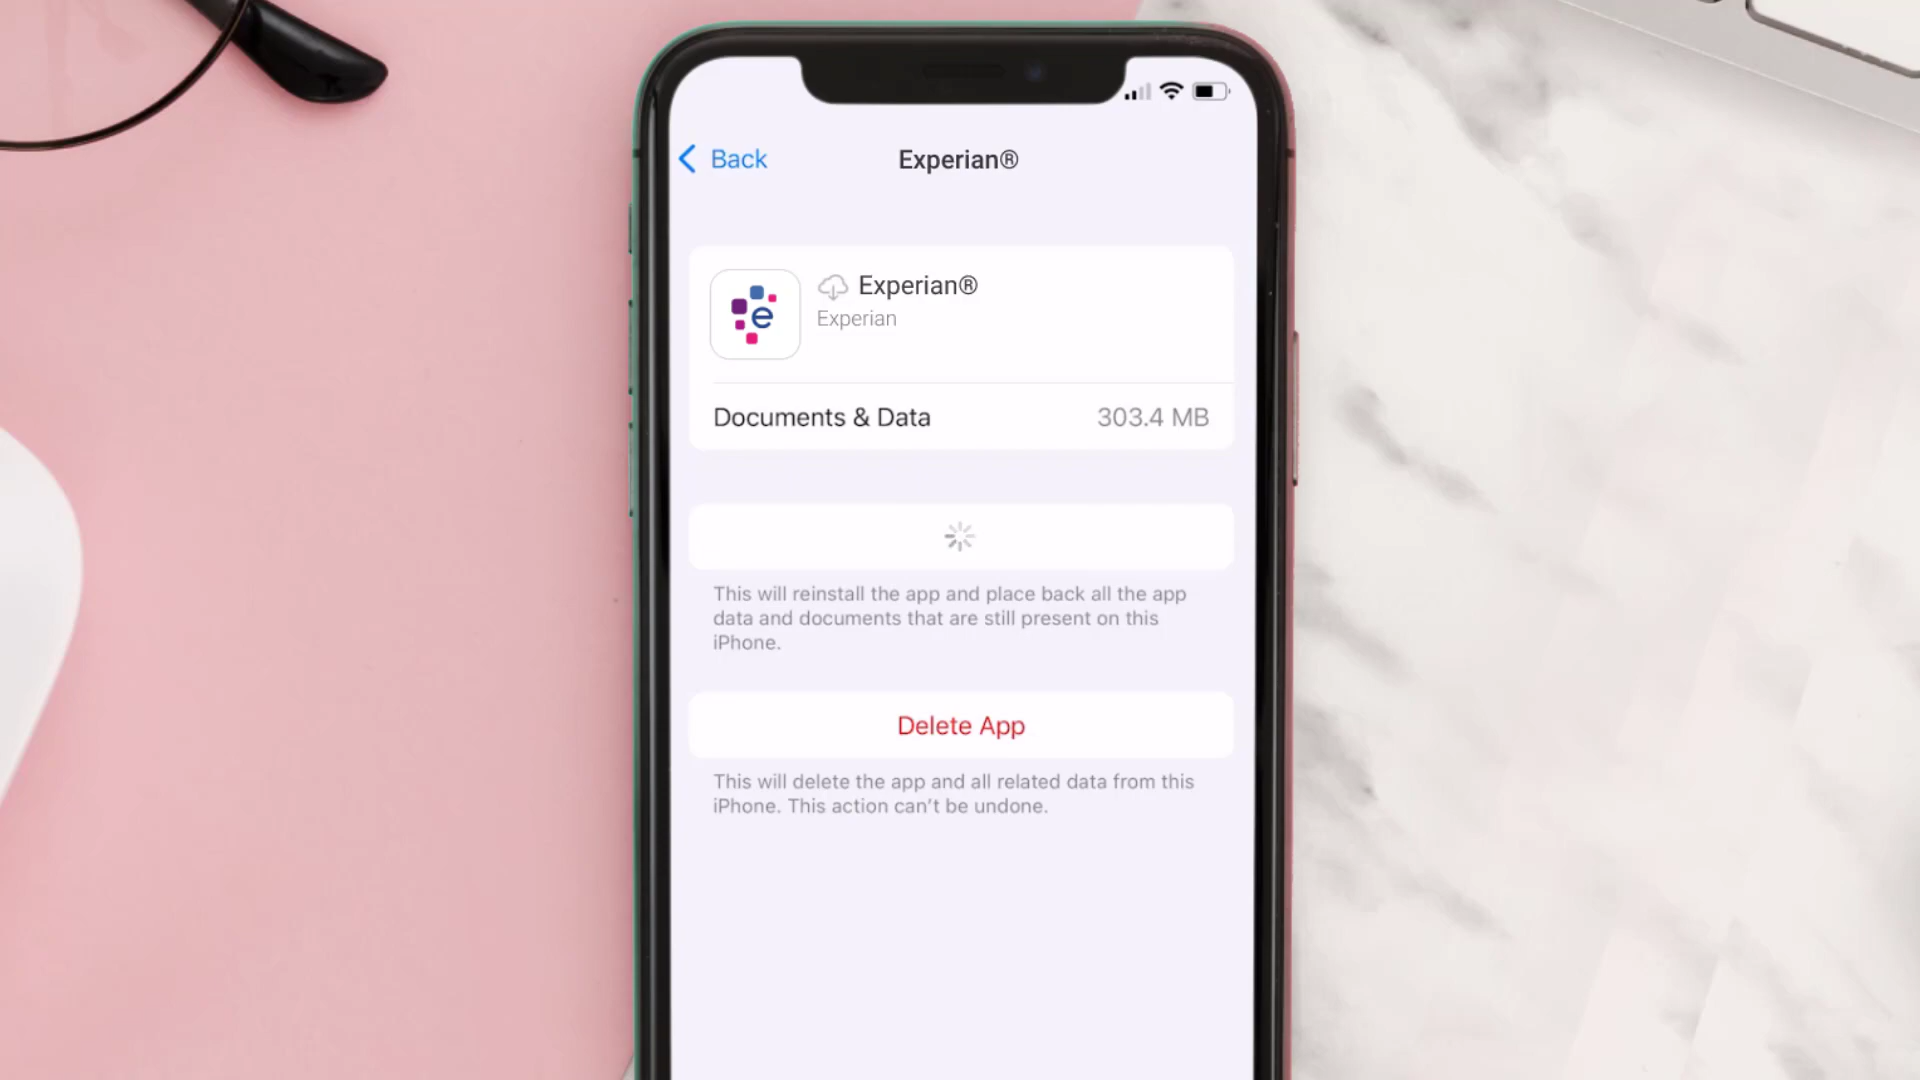 Back
Experian®
e
Experian®
Experian
Documents & Data
303.4 MB
This will reinstall the app and place back all the app
data and documents that are still present on this
iPhone.
Delete App
This will delete the app and all related data from this
iPhone. This action can't be undone.